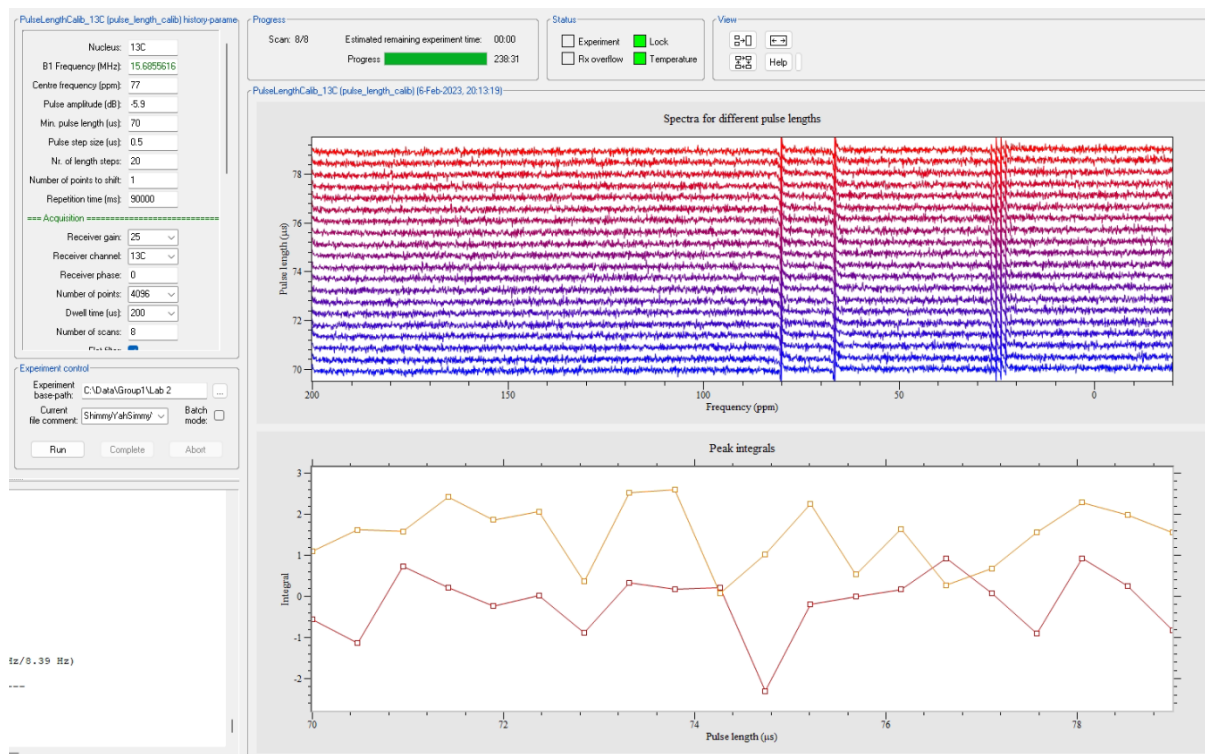 PulseLengthCalib_13C (pulse_length_calib) history-parame
Nucleus: 13C
B1 Frequency (MHz): 15.6855616
Centre frequency (ppm): 77
Pulse amplitude (dB): -5.9
Min. pulse length (us): 70
Pulse step size (us): 0.5
Nr. of length steps: 20
Number of points to shift: 1
Repetition time (ms): 90000
=== Acquisition ===========================
Receiver gain: 25
Receiver channel: 13C
Receiver phase: 0
Number of points: 4096
Dwell time (us): 200
Number of scans: 8
Experiment control
Experiment base-path: C:\Data\Group1\Lab 2 ...
Current file comment: ShimmyYahSimmy/ Batch mode:
Run Complete Abort
Hz/8.39 Hz)
---
Progress
Scan: 8/8 Estimated remaining experiment time: 00:00
Progress 238:31
Status
Experiment Lock
Rx overflow Temperature
View
Help
PulseLengthCalib_13C (pulse_length_calib) (6-Feb-2023, 20:13:19)
Spectra for different pulse lengths
Pulse length (µs)
78
76
74
72
70
200 150 100 50 0
Frequency (ppm)
Peak integrals
Integral
3
2
1
0
-1
-2
70 72 74 76 78
Pulse length (µs)